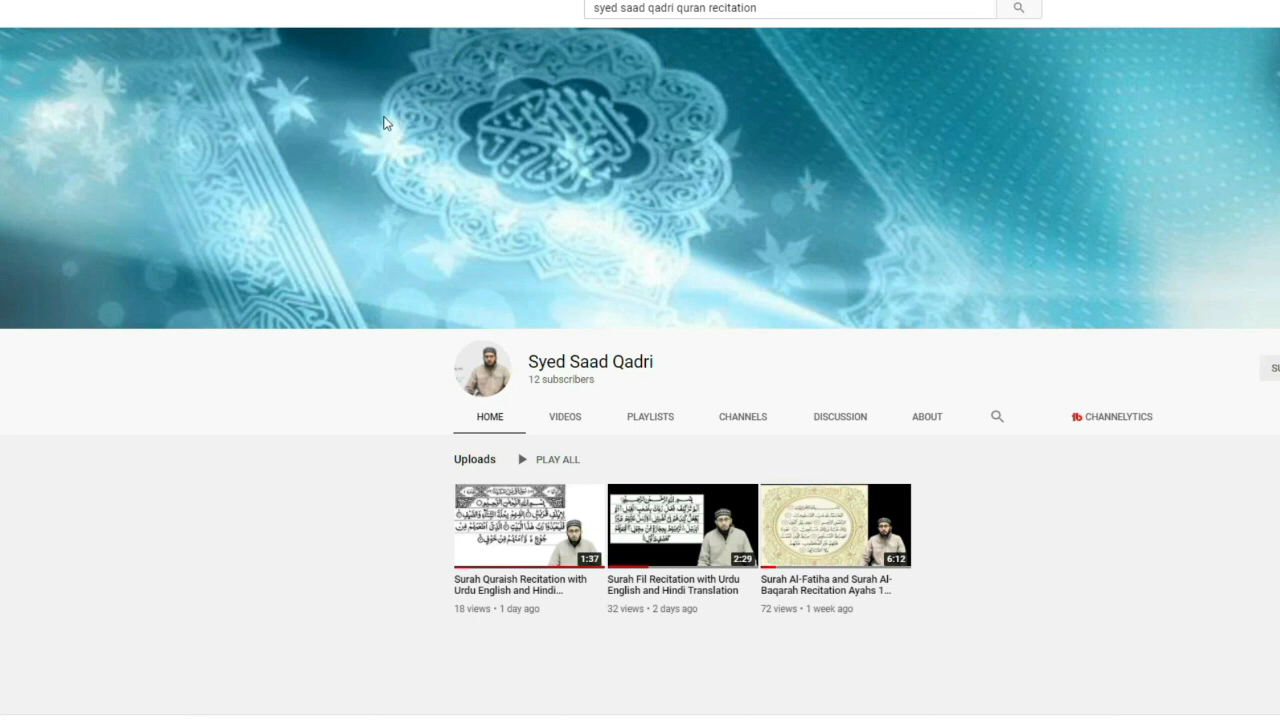 syed saad qadri quran recitation
Syed Saad Qadri
12 subscribers
HOME VIDEOS PLAYLISTS CHANNELS DISCUSSION ABOUT CHANNELYTICS
Uploads PLAY ALL
1:37 2:29 6:12
Surah Quraish Recitation with
Urdu English and Hindi...
18 views • 1 day ago
Surah Fil Recitation with Urdu
English and Hindi Translation
32 views • 2 days ago
Surah Al-Fatiha and Surah Al-
Baqarah Recitation Ayahs 1...
72 views • 1 week ago